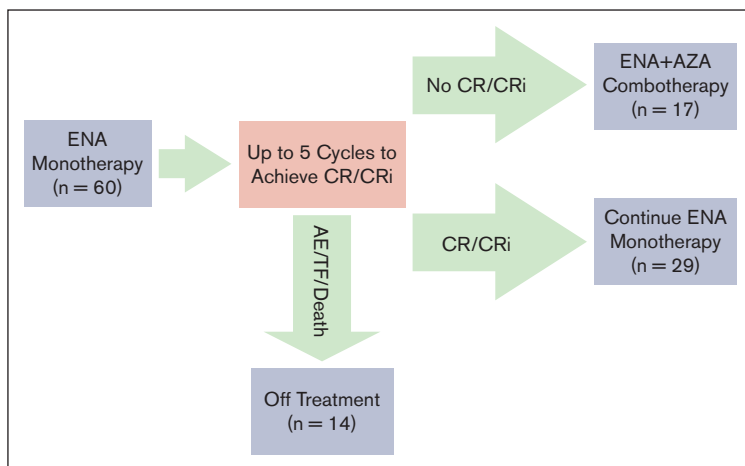 ENA
Monotherapy
(n = 60)
Up to 5 Cycles to
Achieve CR/CRi
No CR/CRi
ENA+AZA
Combotherapy
(n = 17)
CR/CRi
Continue ENA
Monotherapy
(n = 29)
AE/TF/Death
Off Treatment
(n = 14)